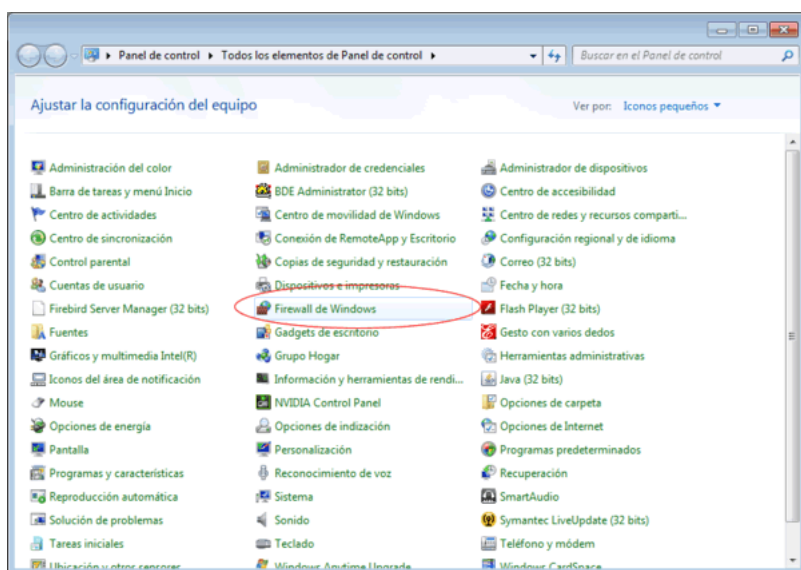 Panel de control ▸ Todos los elementos de Panel de control ▸
Buscar en el Panel de control
Ajustar la configuración del equipo
Ver por: Iconos pequeños
Administración del color Administrador de credenciales Administrador de dispositivos
Barra de tareas y menú Inicio BDE Administrator (32 bits) Centro de accesibilidad
Centro de actividades Centro de movilidad de Windows Centro de redes y recursos comparti...
Centro de sincronización Conexión de RemoteApp y Escritorio Configuración regional y de idioma
Control parental Copias de seguridad y restauración Correo (32 bits)
Cuentas de usuario Dispositivos e impresoras Fecha y hora
Firebird Server Manager (32 bits) Firewall de Windows Flash Player (32 bits)
Fuentes Gadgets de escritorio Gesto con varios dedos
Gráficos y multimedia Intel(R) Grupo Hogar Herramientas administrativas
Iconos del área de notificación Información y herramientas de rendi... Java (32 bits)
Mouse NVIDIA Control Panel Opciones de carpeta
Opciones de energía Opciones de indización Opciones de Internet
Pantalla Personalización Programas predeterminados
Programas y características Reconocimiento de voz Recuperación
Reproducción automática Sistema SmartAudio
Solución de problemas Sonido Symantec LiveUpdate (32 bits)
Tareas iniciales Teclado Teléfono y módem
Ubicación y otros sensores Windows Anytime Upgrade Windows CardSpace